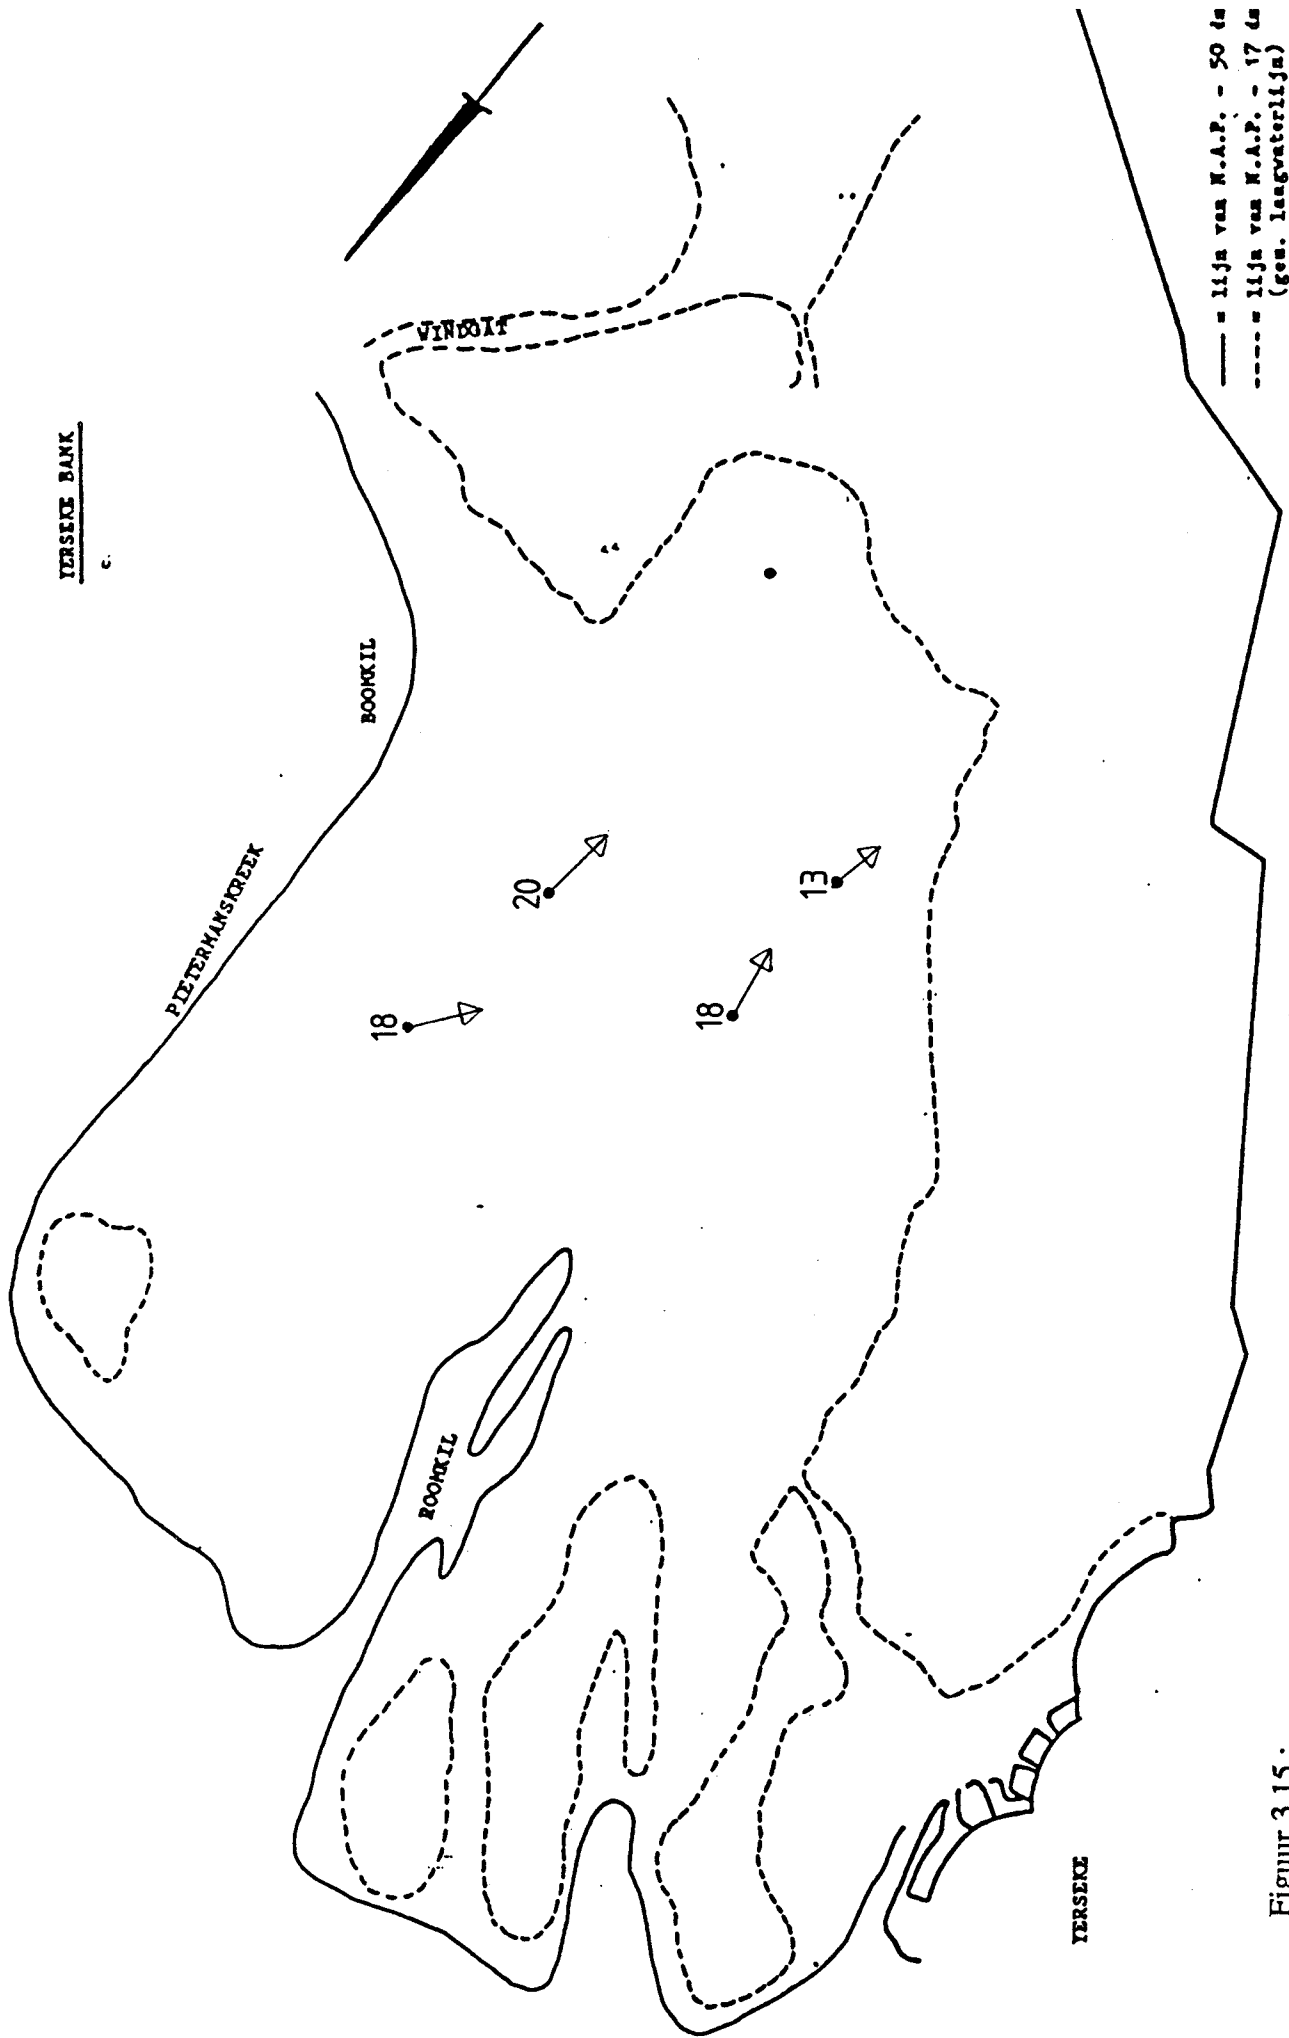 YERSEKE BANK
c.
WINDGAT
BOOMKIL
PIETERMANSKREEK
20
18
13
18
ROOMKIL
YERSEKE
—— = lijn van N.A.P. - 50 dm
---- = lijn van N.A.P. - 17 dm
(gem. laagwaterlijn)
Figuur 3.15.